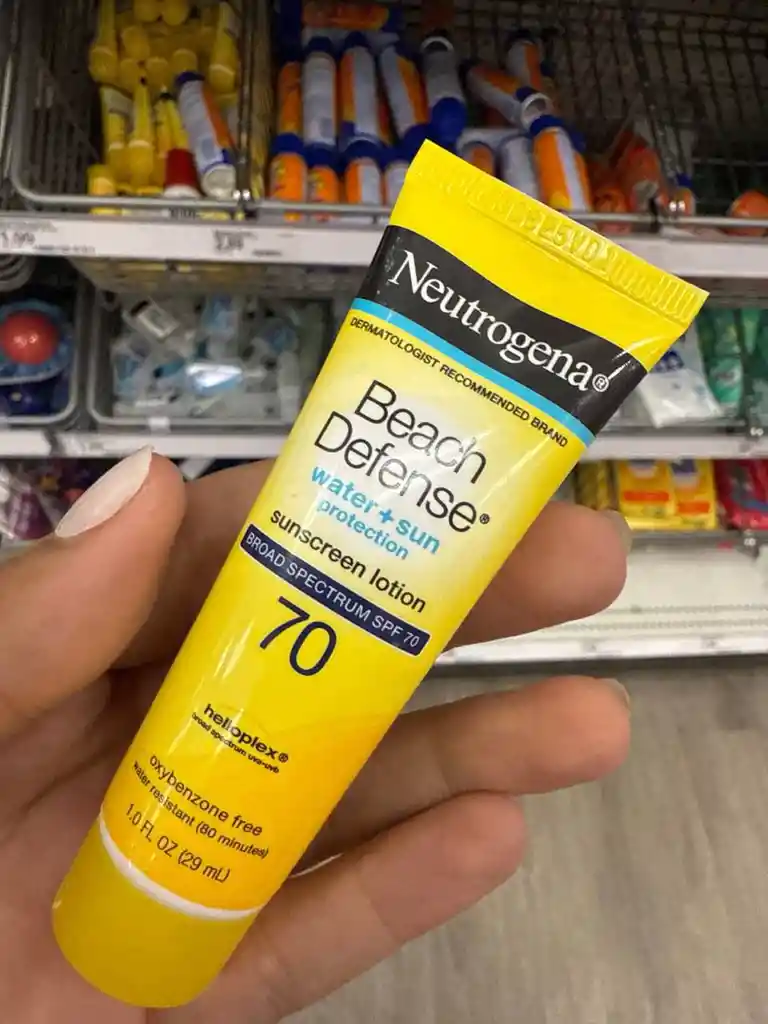 Neutrogena®
DERMATOLOGIST RECOMMENDED BRAND
Beach
Defense®
water+sun
protection
sunscreen lotion
BROAD SPECTRUM SPF 70
70
helioplex®
broad spectrum uva-uvb
oxybenzone free
water resistant (80 minutes)
1.0 FL OZ (29 mL)